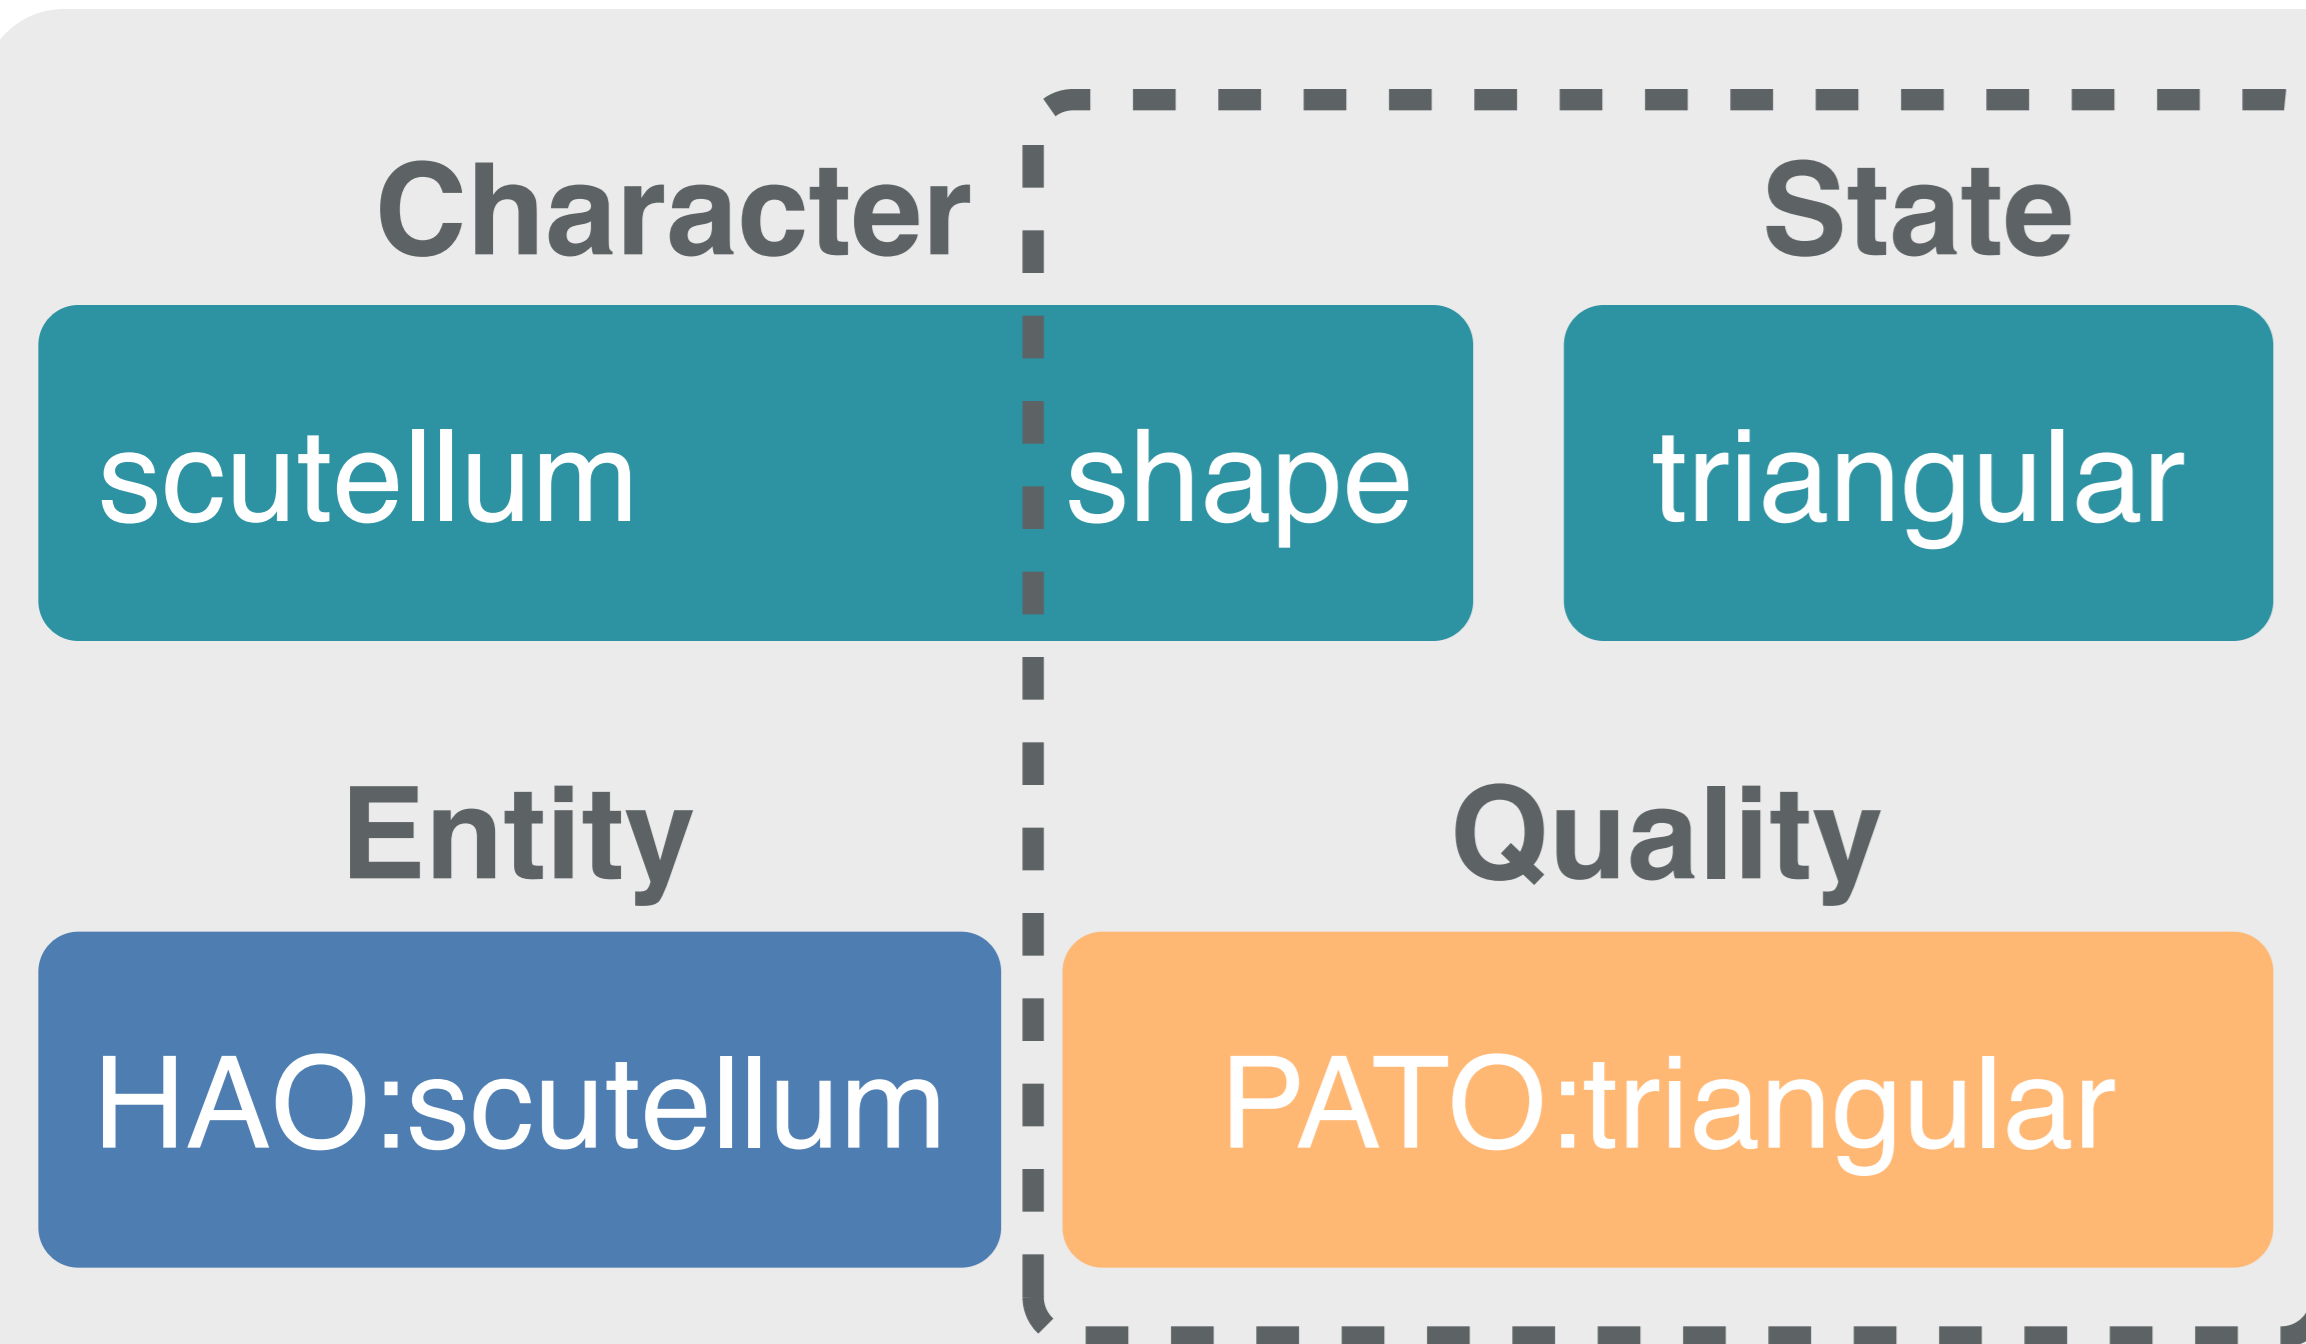 Character State
scutellum shape triangular
Entity Quality
HAO:scutellum PATO:triangular